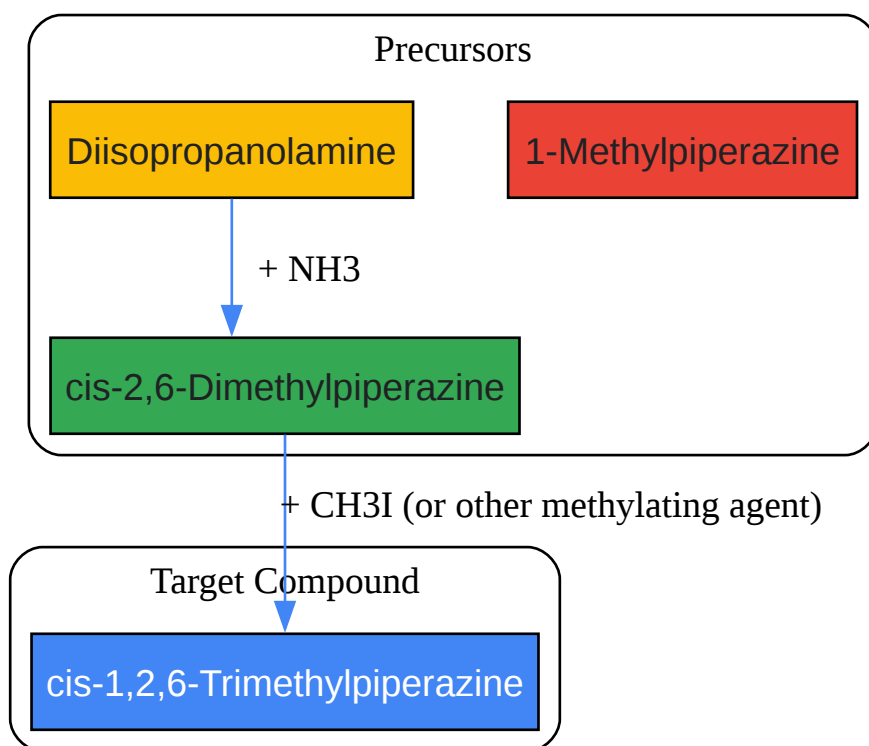 Precursors
Diisopropanolamine
1-Methylpiperazine
+ NH3
cis-2,6-Dimethylpiperazine
+ CH3I (or other methylating agent)
Target Compound
cis-1,2,6-Trimethylpiperazine